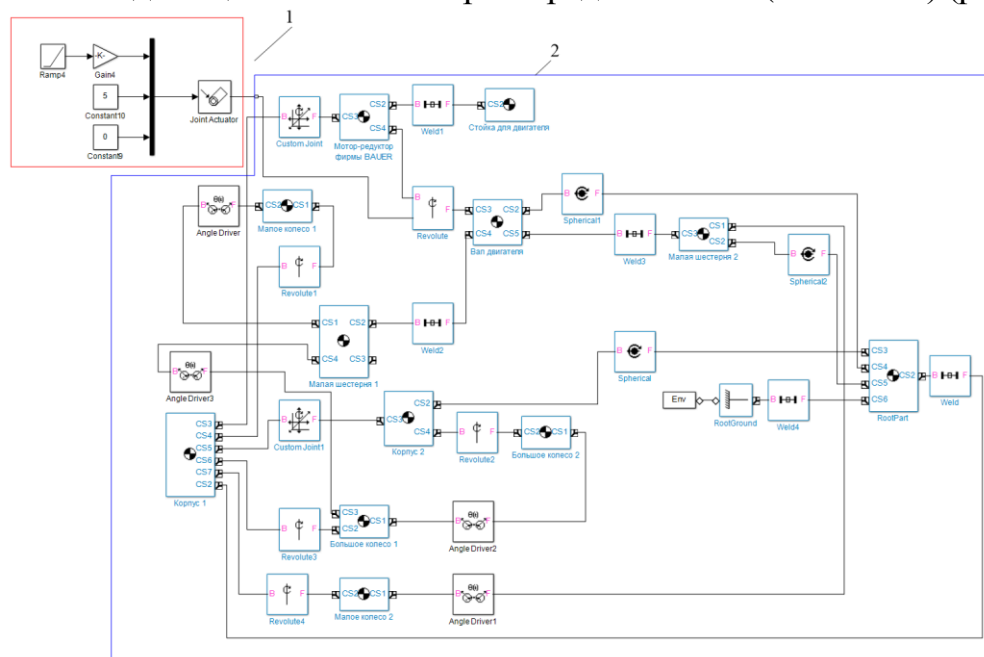 1
2
Ramp4
-K-
Gain4
5
Constant10
0
Constant9
Joint Actuator
B F
Custom Joint
CS3 CS2
CS4
Мотор-редуктор
фирмы BAUER
B F
Weld1
CS2
Стойка для двигателя
B θ(t) F
Angle Driver
CS2 CS1
Малое колесо 1
B F
Revolute1
B F
Revolute
CS3 CS2
CS4 CS5
Вал двигателя
B F
Spherical1
B F
Weld3
CS3 CS1
CS2
Малая шестерня 2
B F
Spherical2
CS1 CS2
CS4 CS3
Малая шестерня 1
B F
Weld2
B F
Spherical
CS3
CS4
CS5
CS6
CS2
RootPart
B F
Weld
Env
RootGround
B F
Weld4
B θ(t) F
Angle Driver3
CS3
CS4
CS5
CS6
CS7
CS2
Корпус 1
B F
Custom Joint1
CS3 CS2
CS4
Корпус 2
B F
Revolute2
CS2 CS1
Большое колесо 2
B F
Revolute3
CS3
CS2 CS1
Большое колесо 1
B θ(t) F
Angle Driver2
B F
Revolute4
CS2 CS1
Малое колесо 2
B θ(t) F
Angle Driver1